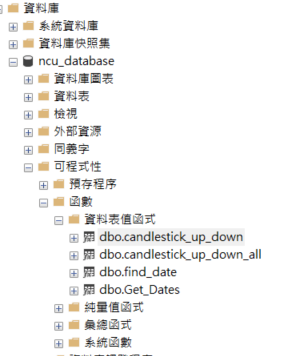 資料庫
系統資料庫
資料庫快照集
ncu_database
資料庫圖表
資料表
檢視
外部資源
同義字
可程式性
預存程序
函數
資料表值函式
dbo.candlestick_up_down
dbo.candlestick_up_down_all
dbo.find_date
dbo.Get_Dates
純量值函式
彙總函式
系統函數